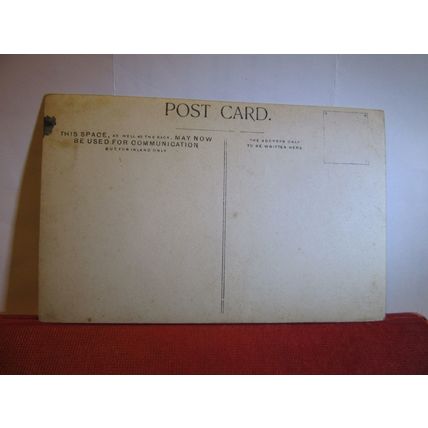 POST CARD.
THIS SPACE, AS WELL AS THE BACK, MAY NOW
BE USED FOR COMMUNICATION
BUT FOR INLAND ONLY
THE ADDRESS ONLY
TO BE WRITTEN HERE